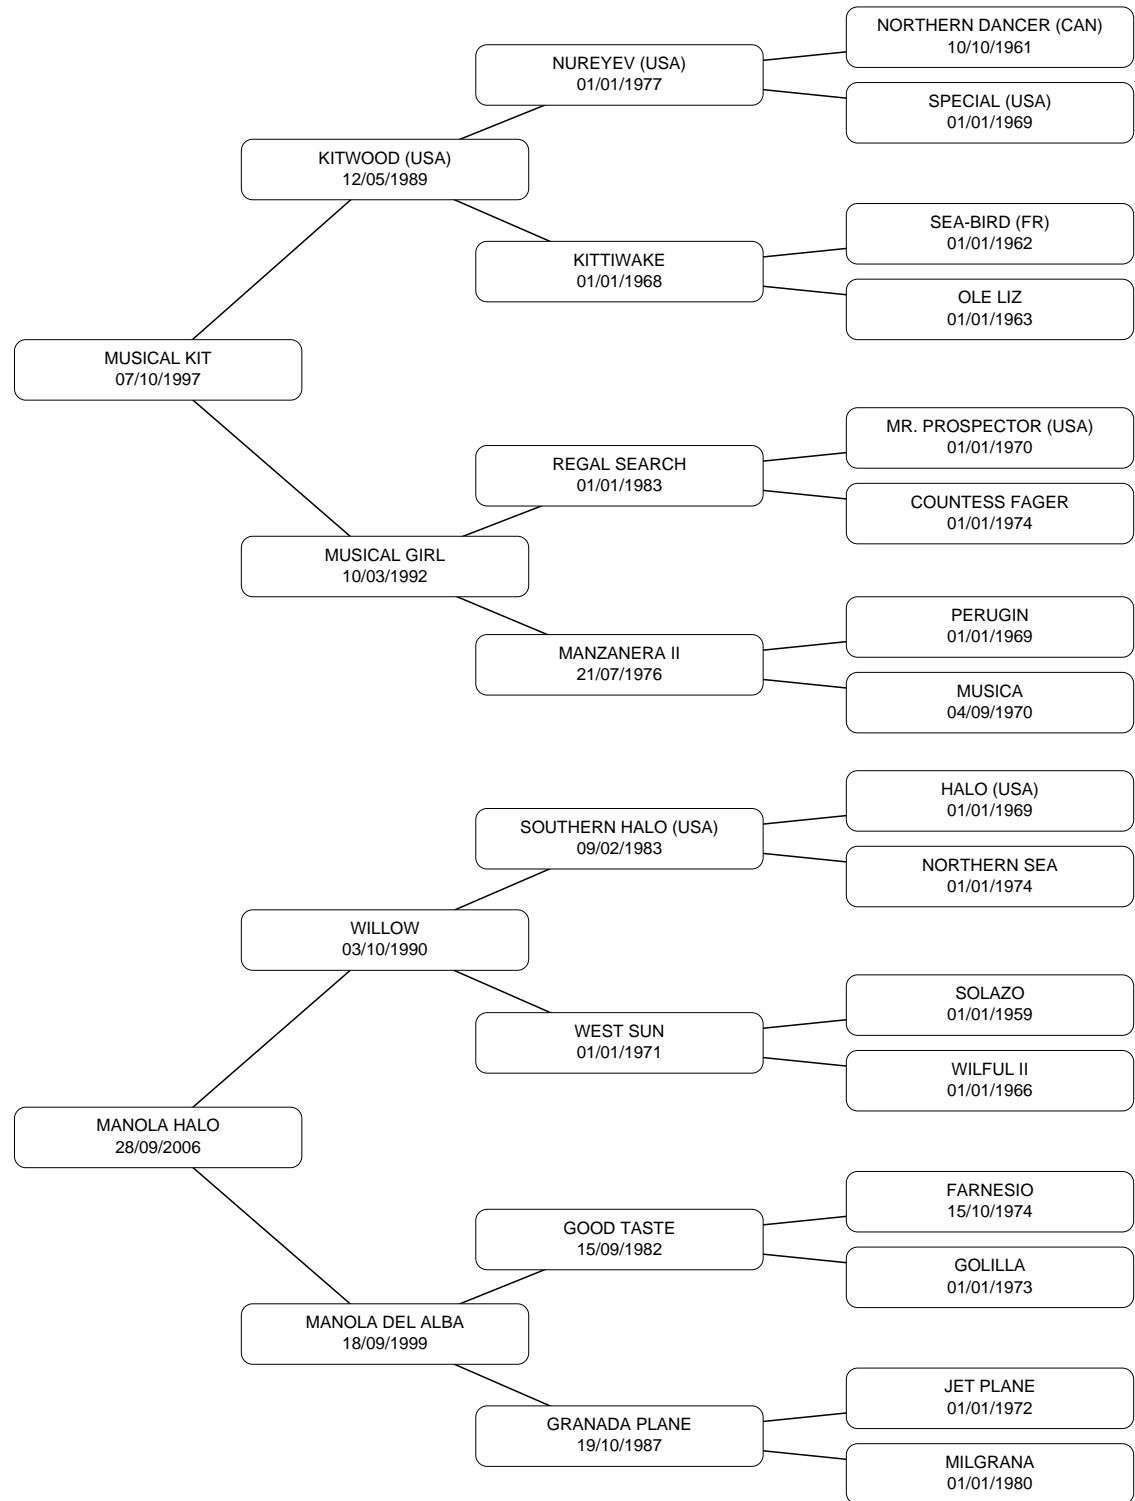 NORTHERN DANCER (CAN)
10/10/1961
NUREYEV (USA)
01/01/1977
SPECIAL (USA)
01/01/1969
KITWOOD (USA)
12/05/1989
SEA-BIRD (FR)
01/01/1962
KITTIWAKE
01/01/1968
OLE LIZ
01/01/1963
MUSICAL KIT
07/10/1997
MR. PROSPECTOR (USA)
01/01/1970
REGAL SEARCH
01/01/1983
COUNTESS FAGER
01/01/1974
MUSICAL GIRL
10/03/1992
PERUGIN
01/01/1969
MANZANERA II
21/07/1976
MUSICA
04/09/1970
HALO (USA)
01/01/1969
SOUTHERN HALO (USA)
09/02/1983
NORTHERN SEA
01/01/1974
WILLOW
03/10/1990
SOLAZO
01/01/1959
WEST SUN
01/01/1971
WILFUL II
01/01/1966
MANOLA HALO
28/09/2006
FARNESIO
15/10/1974
GOOD TASTE
15/09/1982
GOLILLA
01/01/1973
MANOLA DEL ALBA
18/09/1999
JET PLANE
01/01/1972
GRANADA PLANE
19/10/1987
MILGRANA
01/01/1980